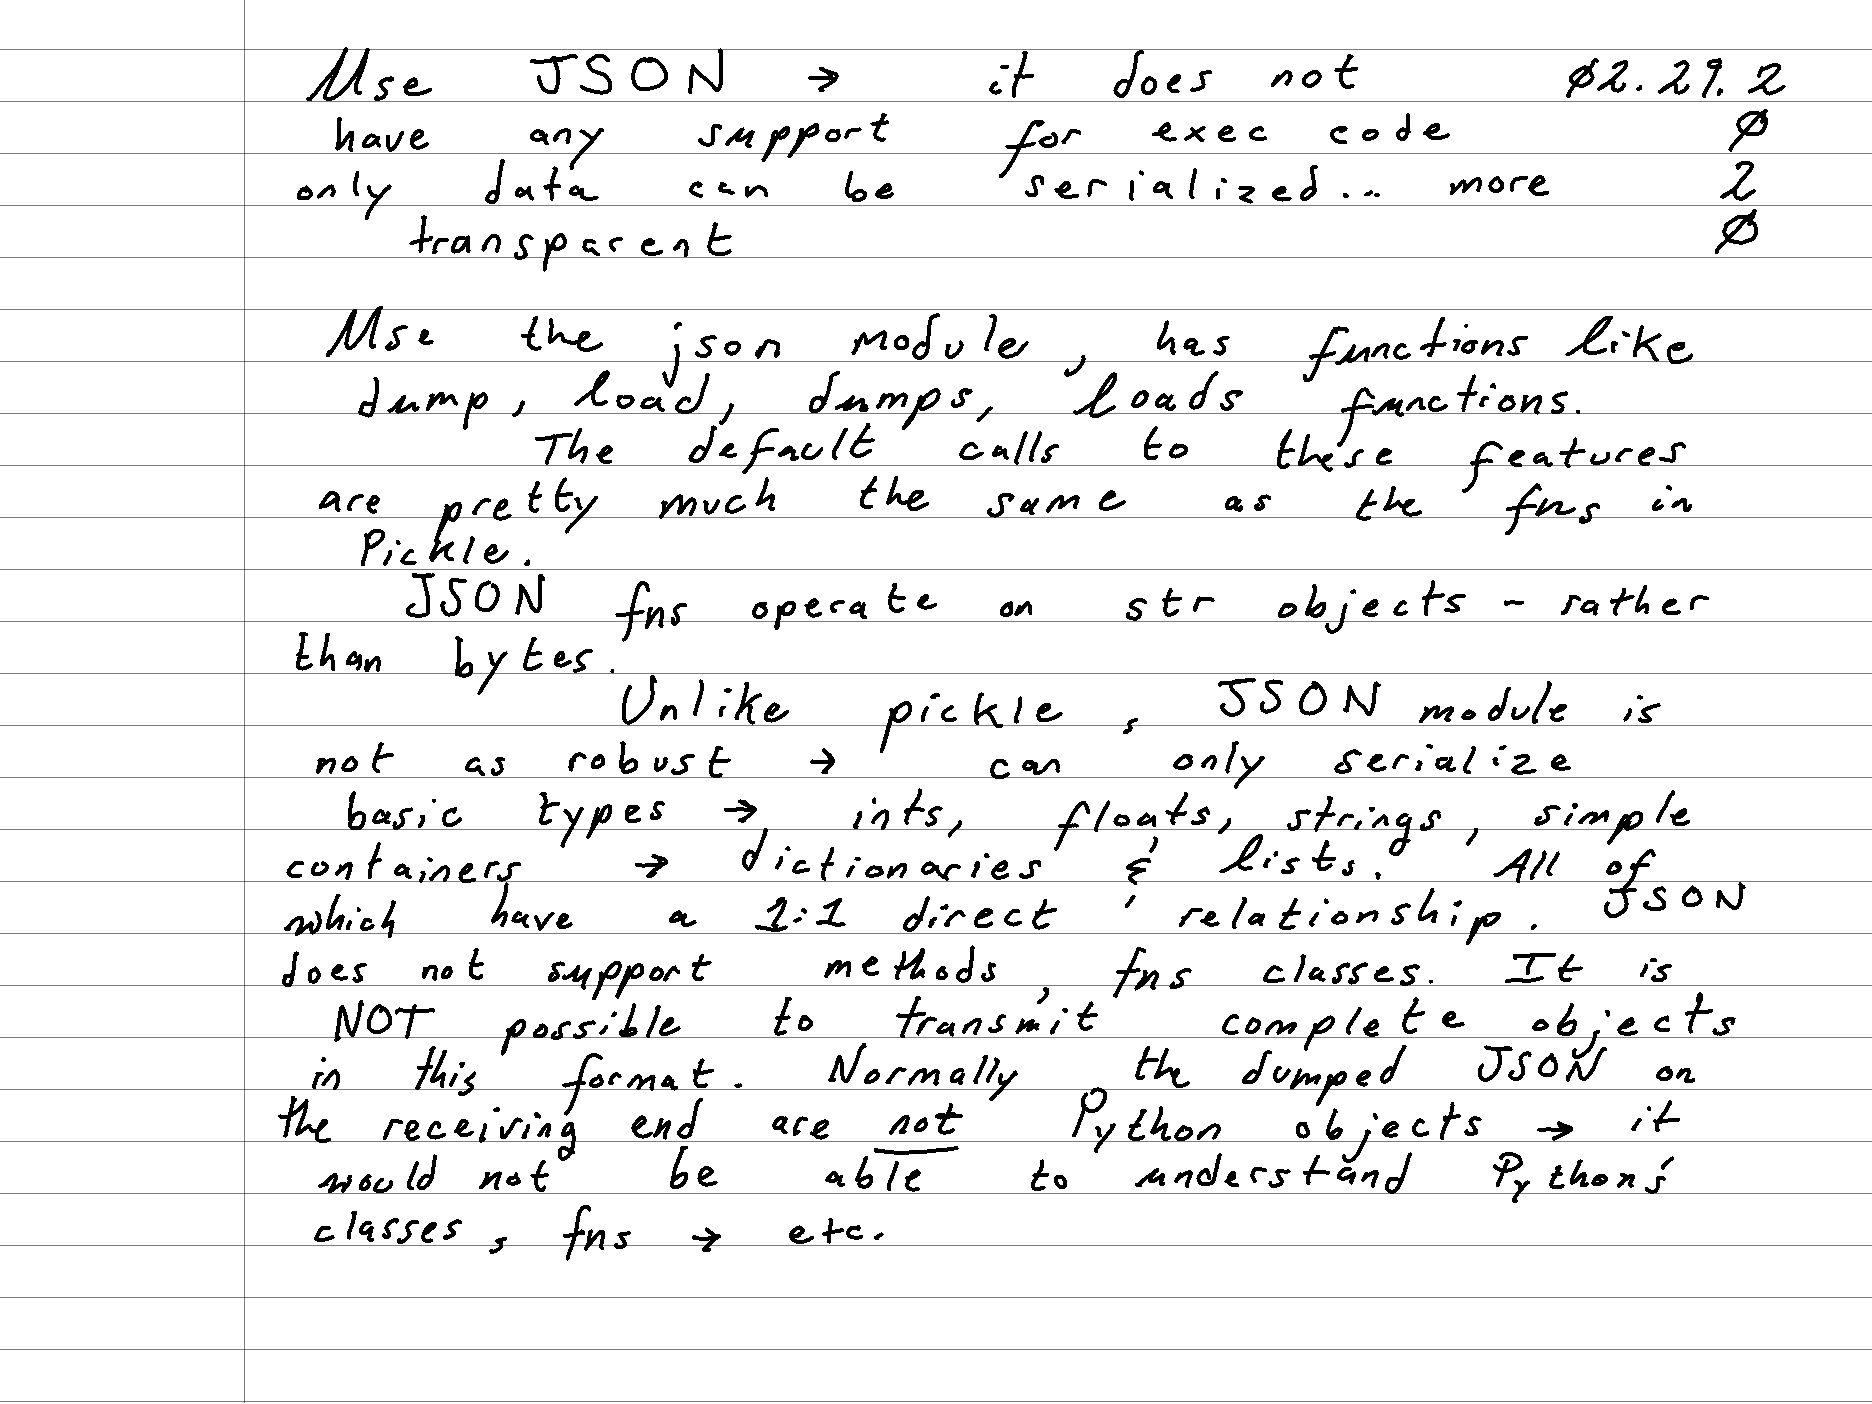 Use JSON → it does not Ø2.29.2
have any support for exec code Ø
only data can be serialized... more 2
transparent Ø
Use the json module, has functions like
dump, load, dumps, loads functions.
The default calls to these features
are pretty much the same as the fns in
Pickle.
JSON fns operate on str objects - rather
than bytes.
Unlike pickle, JSON module is
not as robust → can only serialize
basic types → ints, floats, strings, simple
containers → dictionaries & lists. All of
which have a 1:1 direct relationship. JSON
does not support methods, fns classes. It is
NOT possible to transmit complete objects
in this format. Normally, the dumped JSON on
the receiving end are not Python objects → it
would not be able to understand Python's
classes, fns → etc.